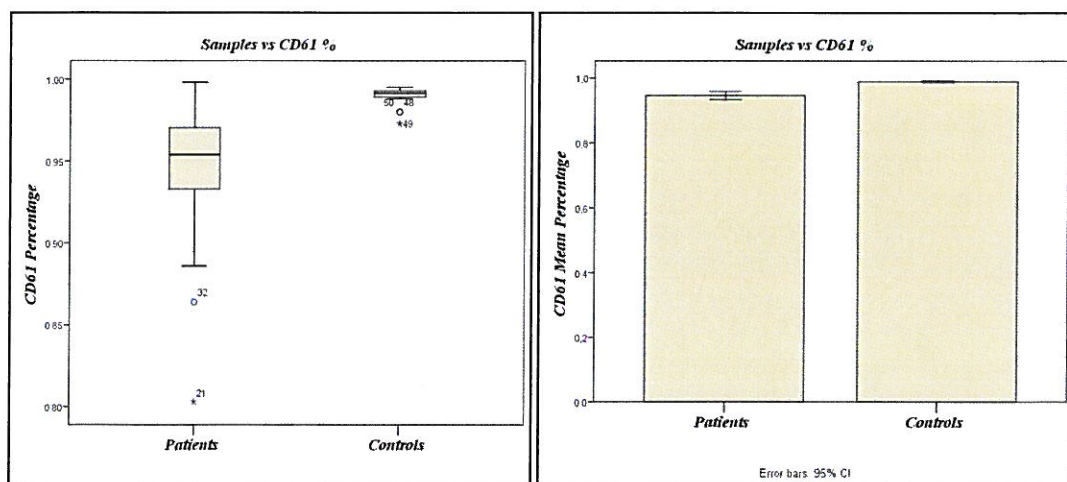 Samples vs CD61 %
CD61 Percentage
1.00
0.95
0.90
0.85
0.80
50 48
49
32
21
Patients Controls
Samples vs CD61 %
CD61 Mean Percentage
1.0
0.8
0.6
0.4
0.2
0.0
Patients Controls
Error bars: 95% CI